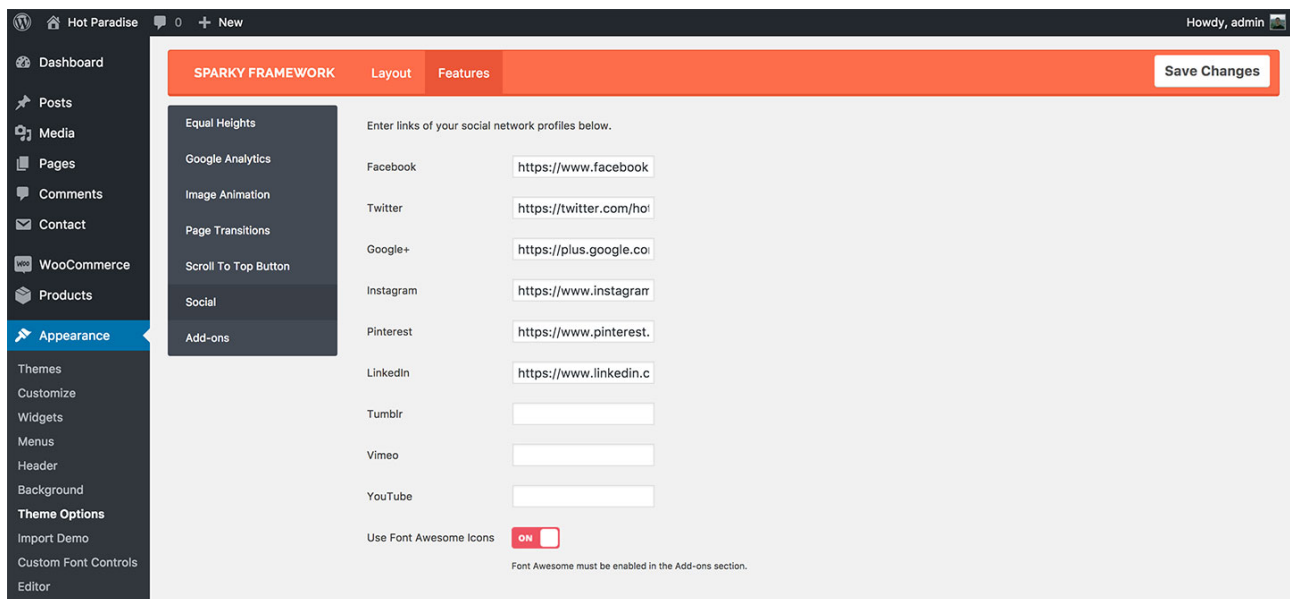 Hot Paradise 0 + New Howdy, admin
Dashboard
Posts
Media
Pages
Comments
Contact
WOO WooCommerce
Products
Appearance
Themes
Customize
Widgets
Menus
Header
Background
Theme Options
Import Demo
Custom Font Controls
Editor
SPARKY FRAMEWORK Layout Features Save Changes
Equal Heights
Google Analytics
Image Animation
Page Transitions
Scroll To Top Button
Social
Add-ons
Enter links of your social network profiles below.
Facebook https://www.facebook
Twitter https://twitter.com/hot
Google+ https://plus.google.co
Instagram https://www.instagram
Pinterest https://www.pinterest.
LinkedIn https://www.linkedin.c
Tumblr
Vimeo
YouTube
Use Font Awesome Icons ON
Font Awesome must be enabled in the Add-ons section.